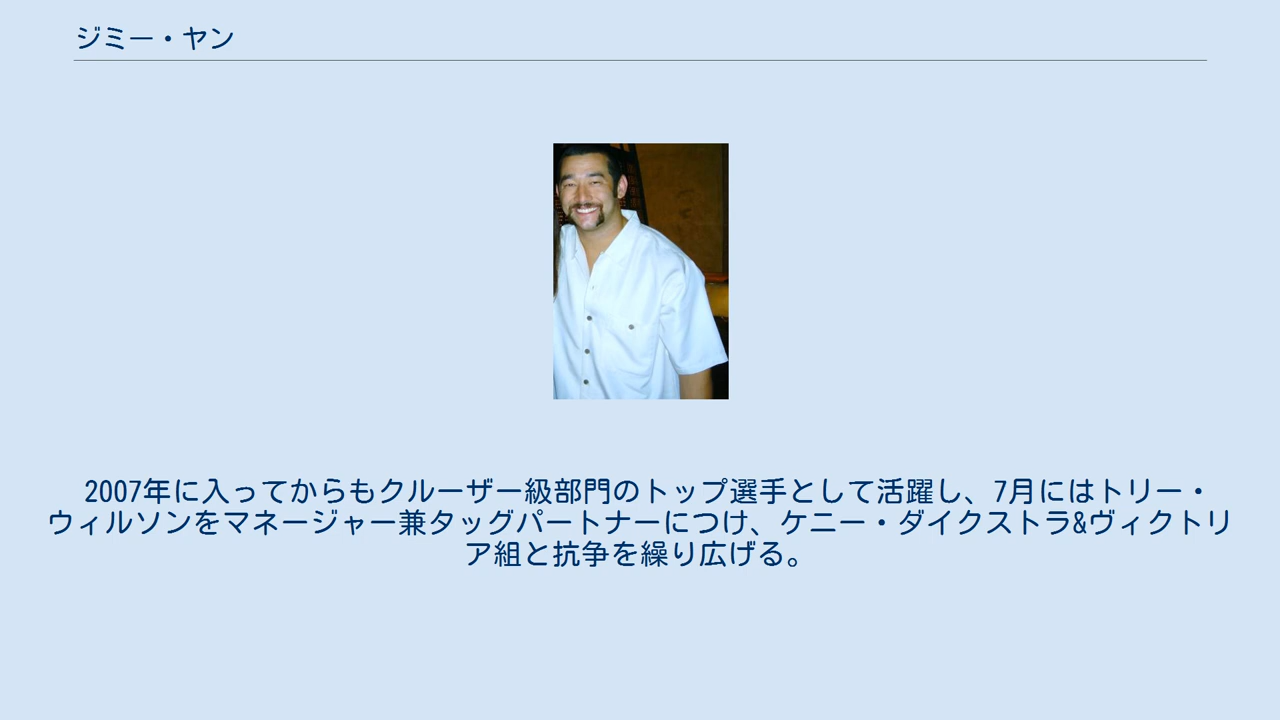 ジミー・ヤン
2007年に入ってからもクルーザー級部門のトップ選手として活躍し、7月にはトリー・
ウィルソンをマネージャー兼タッグパートナーにつけ、ケニー・ダイクストラ&ヴィクトリ
ア組と抗争を繰り広げる。